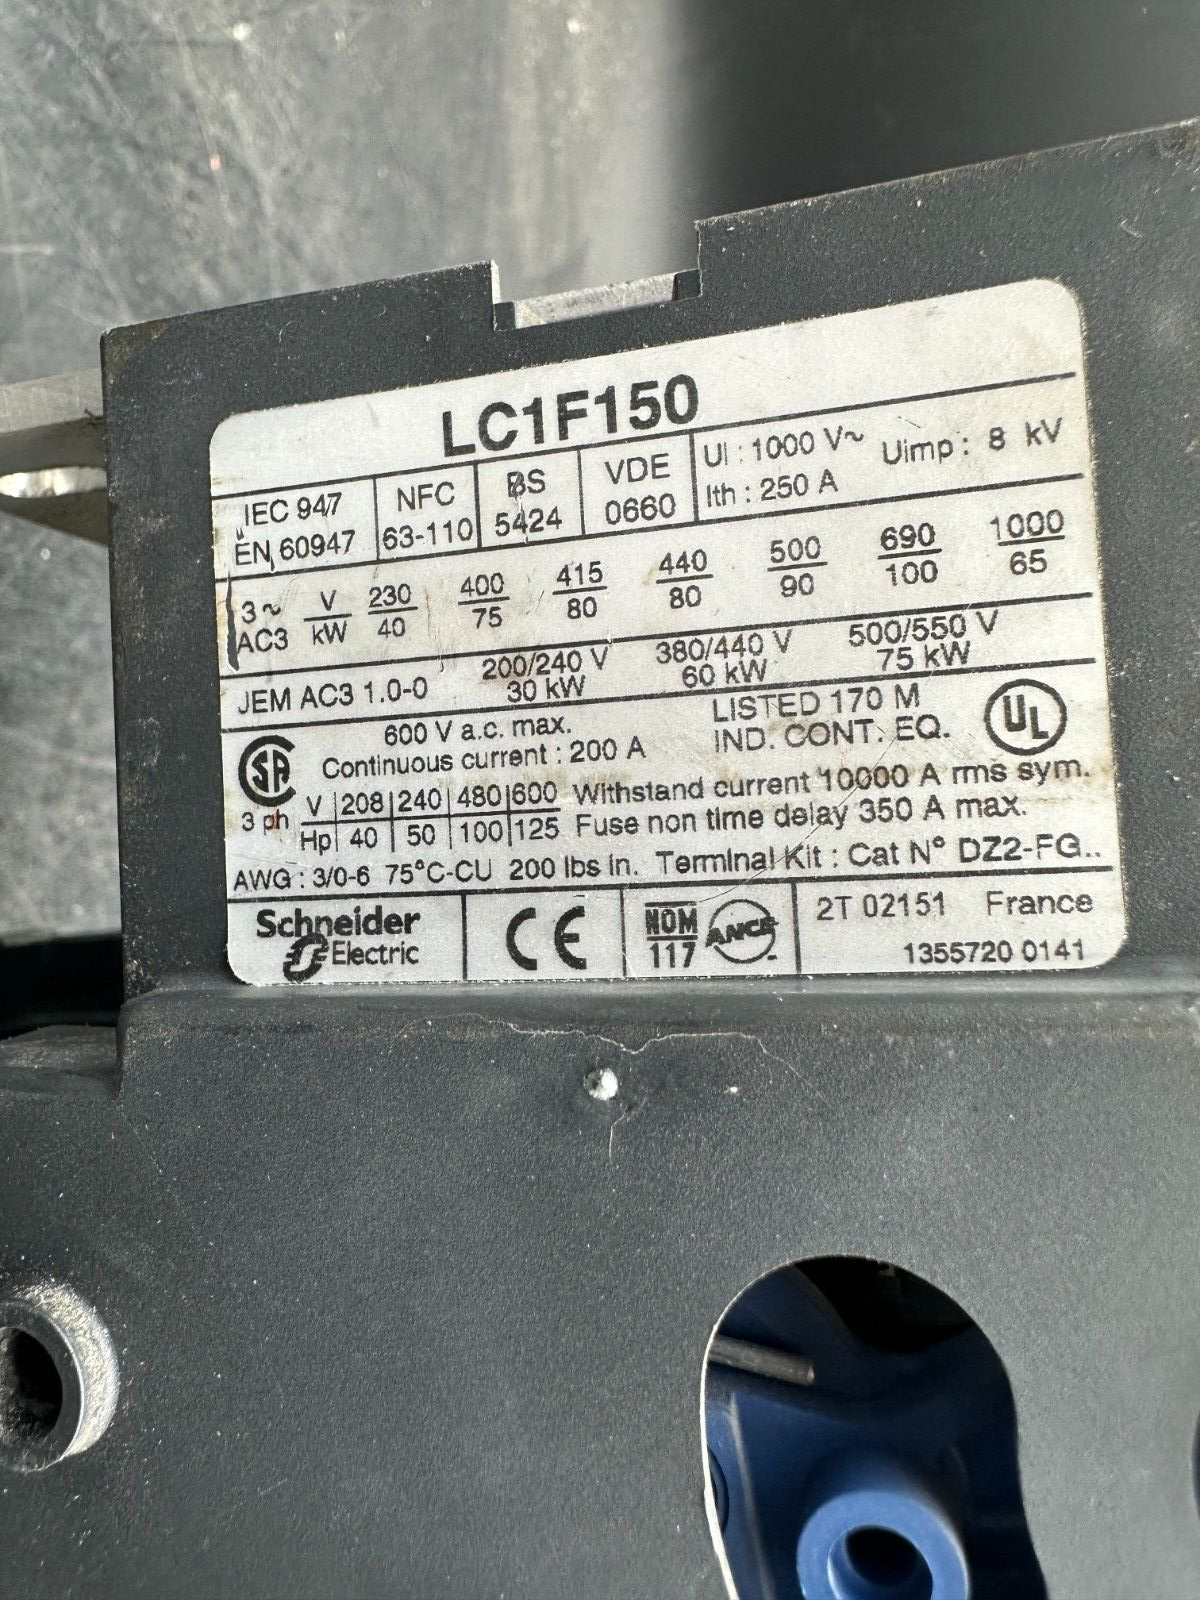 LC1F150
IEC 947
EN 60947
NFC
63-110
BS
5424
VDE
0660
Ui : 1000 V~ Uimp : 8 kV
Ith : 250 A
3~ V 230 400 415 440 500 690 1000
AC3 kW 40 75 80 80 90 100 65
JEM AC3 1.0-0
200/240 V 380/440 V 500/550 V
30 kW 60 kW 75 kW
600 V a.c. max.
Continuous current : 200 A
LISTED 170 M
IND. CONT. EQ.
UL
SA
3 ph
V 208 240 480 600
Hp 40 50 100 125
Withstand current 10000 A rms sym.
Fuse non time delay 350 A max.
AWG : 3/0-6 75°C-CU 200 lbs in. Terminal Kit : Cat N° DZ2-FG..
Schneider
Electric
CE
NOM
117
ANCE
2T 02151 France
1355720 0141